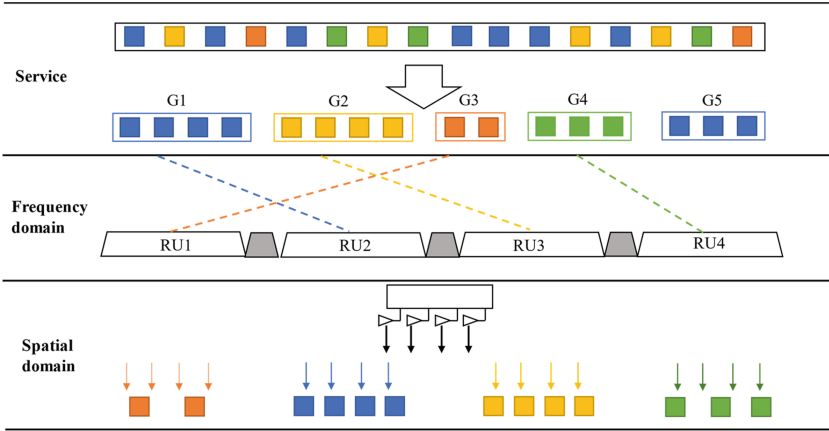 Service
G1 G2 G3 G4 G5
Frequency
domain
RU1 RU2 RU3 RU4
Spatial
domain